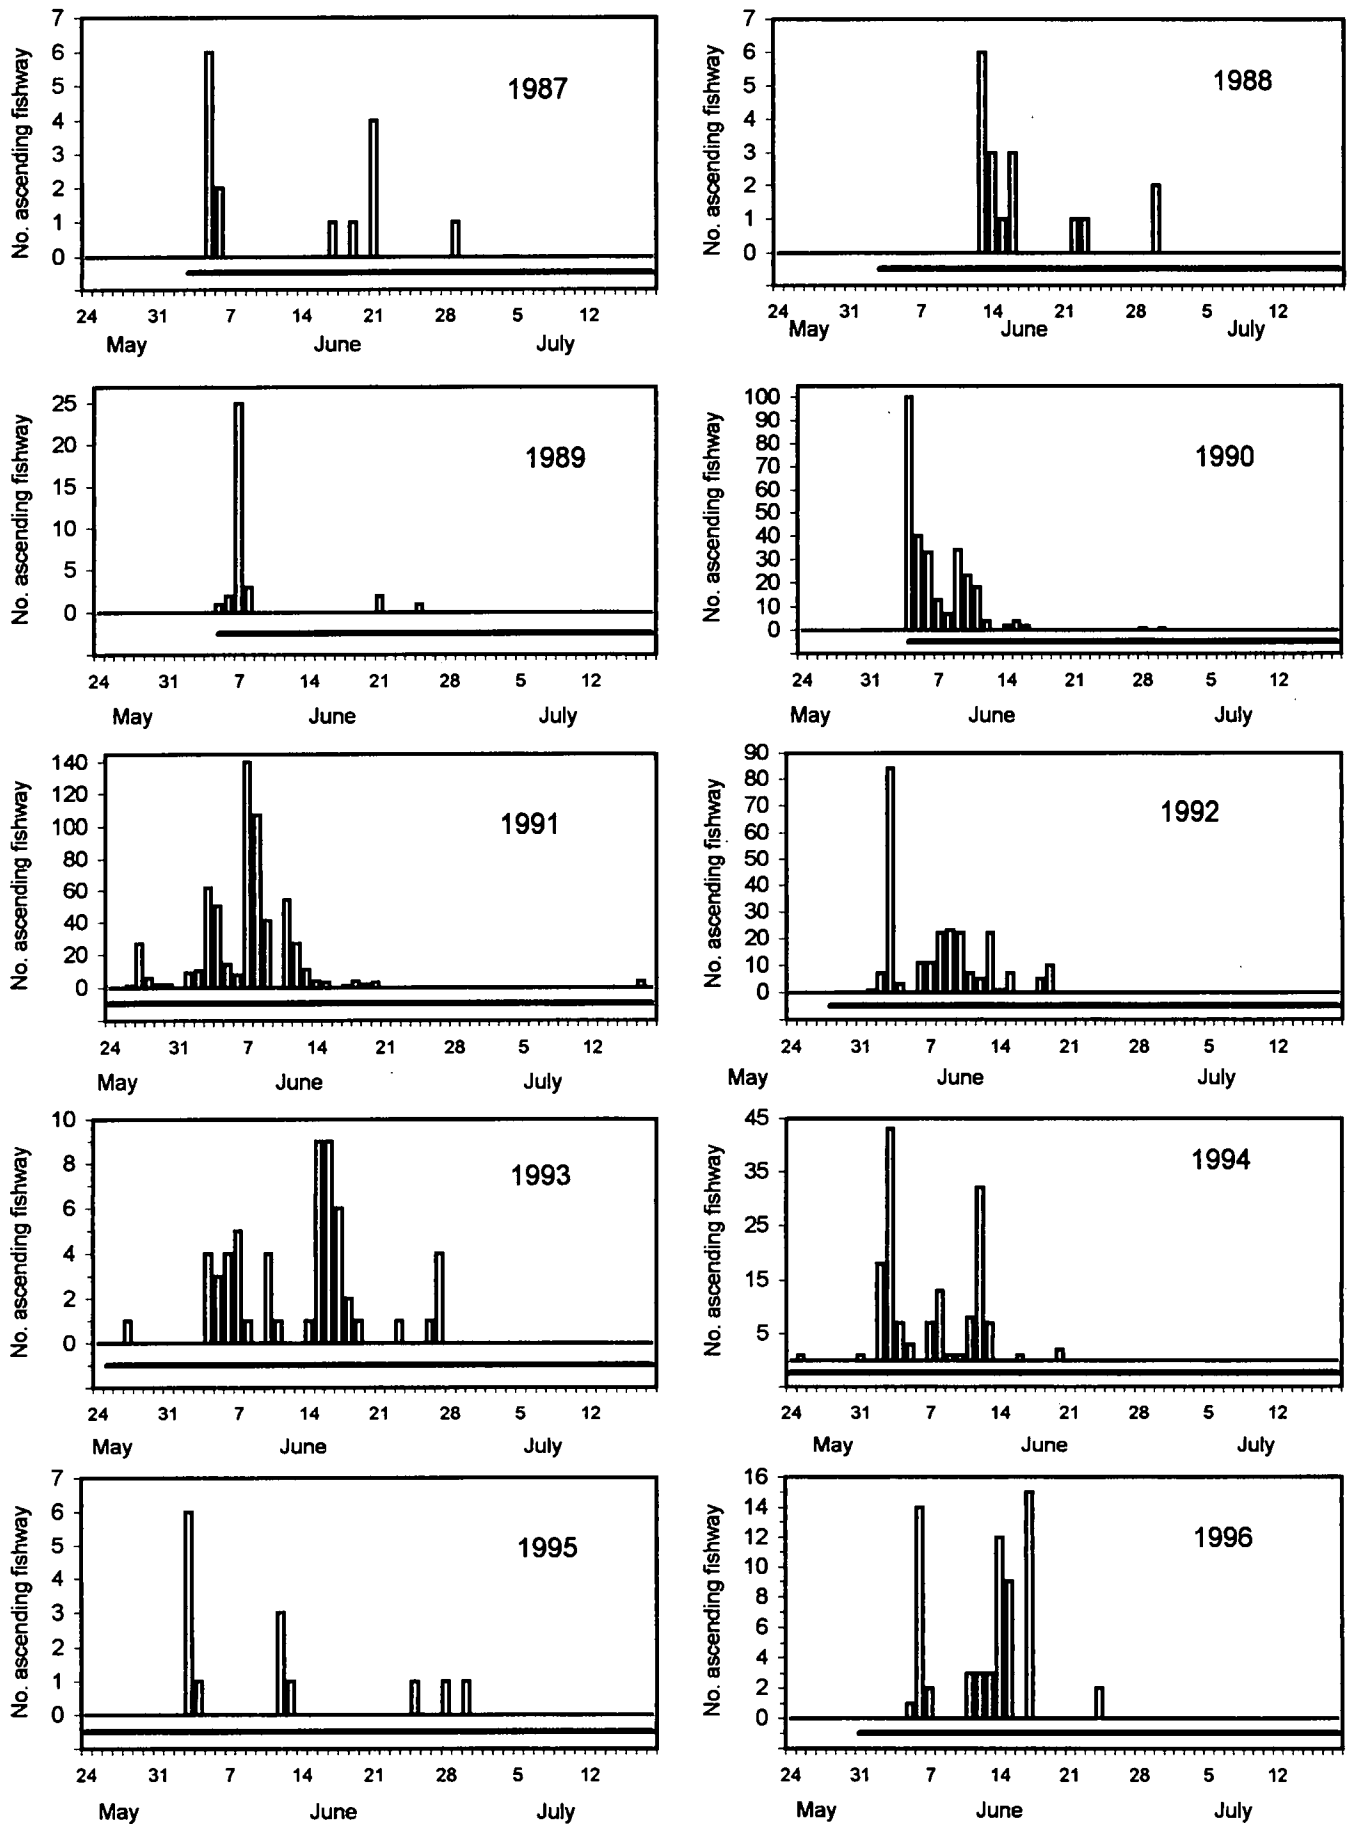 No. ascending fishway
7
6
5
4
3
2
1
0
1987
24 31 7 14 21 28 5 12
May June July
No. ascending fishway
7
6
5
4
3
2
1
0
1988
24 31 7 14 21 28 5 12
May June July
No. ascending fishway
25
20
15
10
5
0
1989
24 31 7 14 21 28 5 12
May June July
No. ascending fishway
100
90
80
70
60
50
40
30
20
10
0
1990
24 31 7 14 21 28 5 12
May June July
No. ascending fishway
140
120
100
80
60
40
20
0
1991
24 31 7 14 21 28 5 12
May June July
No. ascending fishway
90
80
70
60
50
40
30
20
10
0
1992
24 31 7 14 21 28 5 12
May June July
No. ascending fishway
10
8
6
4
2
0
1993
24 31 7 14 21 28 5 12
May June July
No. ascending fishway
45
35
25
15
5
1994
24 31 7 14 21 28 5 12
May June July
No. ascending fishway
7
6
5
4
3
2
1
0
1995
24 31 7 14 21 28 5 12
May June July
No. ascending fishway
16
14
12
10
8
6
4
2
0
1996
24 31 7 14 21 28 5 12
May June July